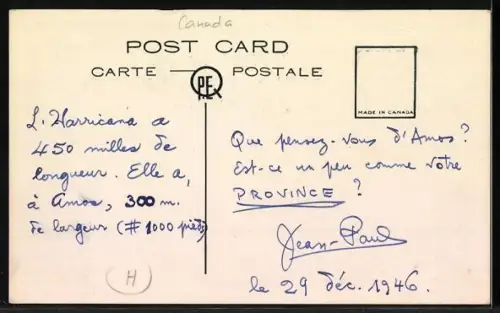 Canada
POST CARD
CARTE POSTALE
PEQ
MADE IN CANADA
L'Harricana a
450 milles de
longueur. Elle a,
à Amos, 300 m.
de largeur (# 1000 pieds)
H
Que pensez-vous d'Amos?
Est-ce un peu comme votre
PROVINCE ?
Jean-Paul
le 29 déc. 1946.